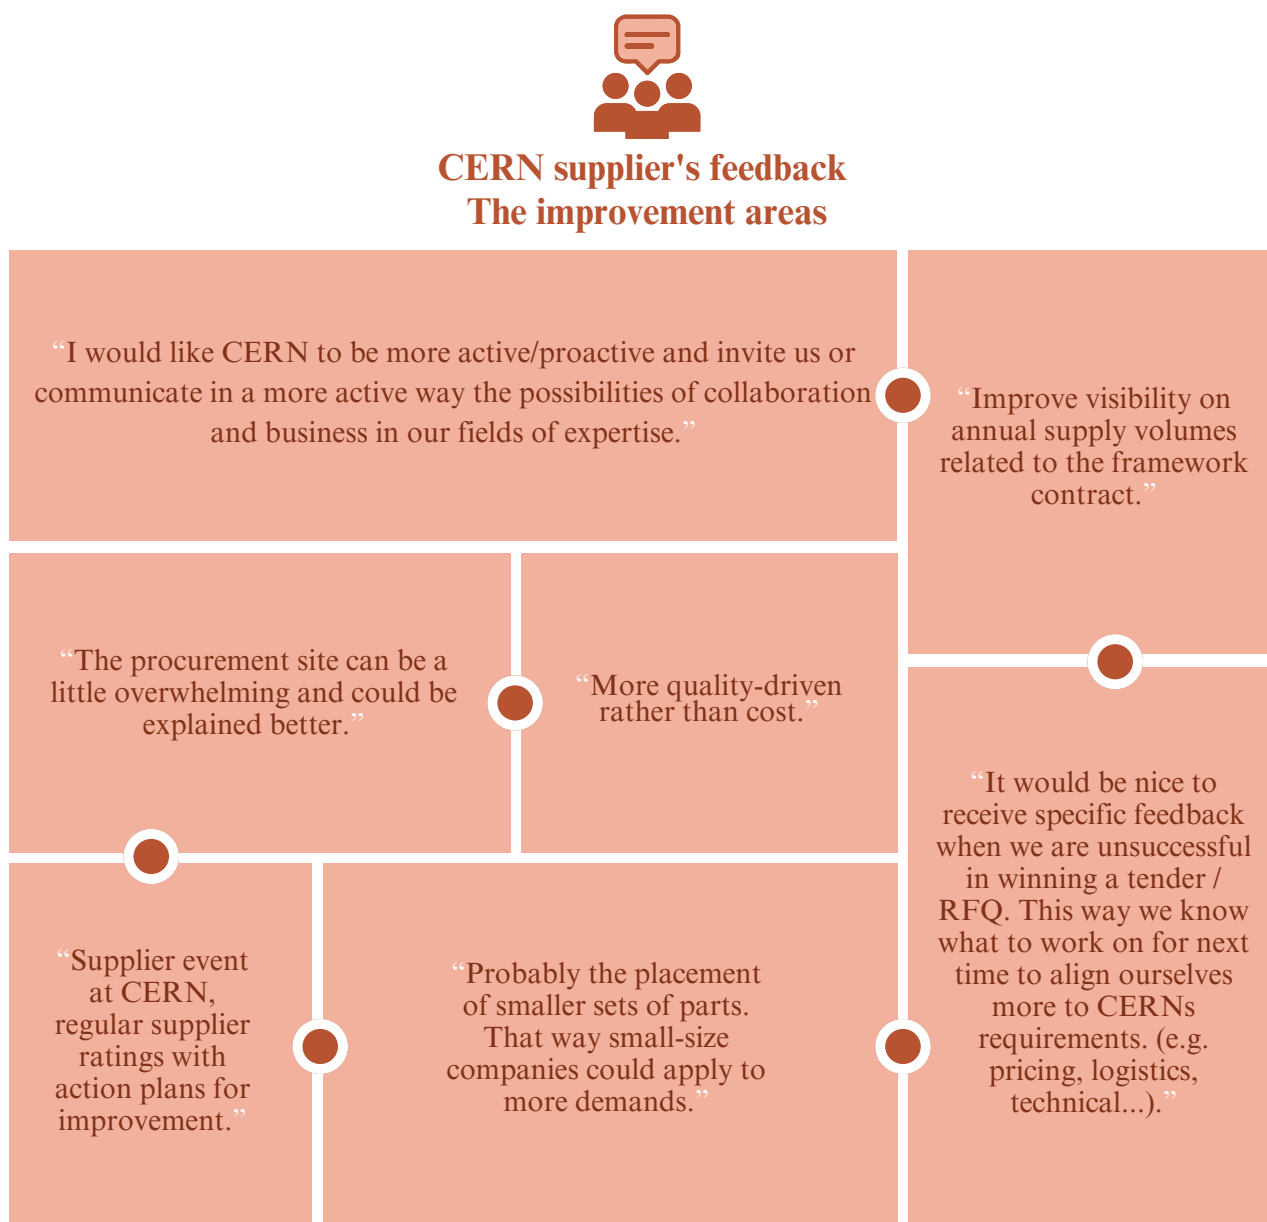 CERN supplier's feedback
The improvement areas
“I would like CERN to be more active/proactive and invite us or
communicate in a more active way the possibilities of collaboration
and business in our fields of expertise.”
“Improve visibility on
annual supply volumes
related to the framework
contract.”
“The procurement site can be a
little overwhelming and could be
explained better.”
“More quality-driven
rather than cost.”
“It would be nice to
receive specific feedback
when we are unsuccessful
in winning a tender /
RFQ. This way we know
what to work on for next
time to align ourselves
more to CERNs
requirements. (e.g.
pricing, logistics,
technical...).”
“Supplier event
at CERN,
regular supplier
ratings with
action plans for
improvement.”
“Probably the placement
of smaller sets of parts.
That way small-size
companies could apply to
more demands.”